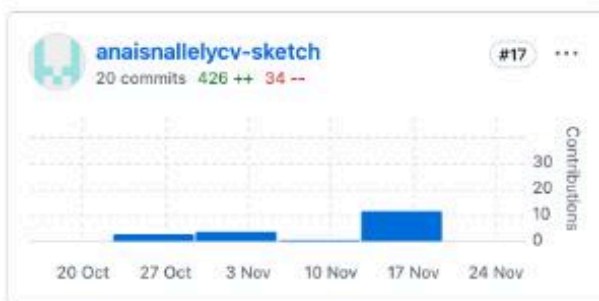 anaisnallelycv-sketch
#17 ...
20 commits 426 ++ 34 --
Contributions
30
20
10
0
20 Oct 27 Oct 3 Nov 10 Nov 17 Nov 24 Nov